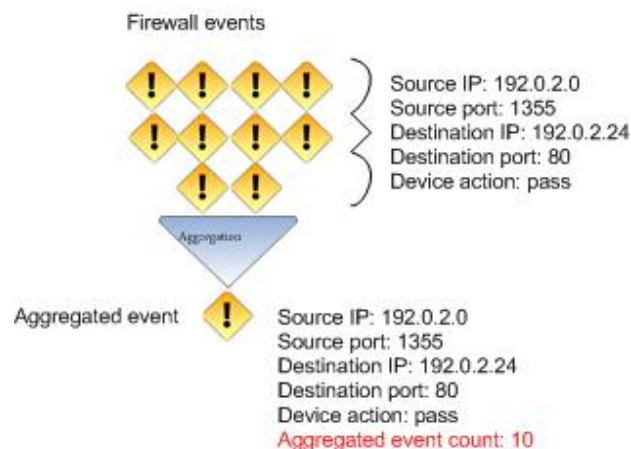 Firewall events
Source IP: 192.0.2.0
Source port: 1355
Destination IP: 192.0.2.24
Destination port: 80
Device action: pass
Aggregation
Aggregated event
Source IP: 192.0.2.0
Source port: 1355
Destination IP: 192.0.2.24
Destination port: 80
Device action: pass
Aggregated event count: 10